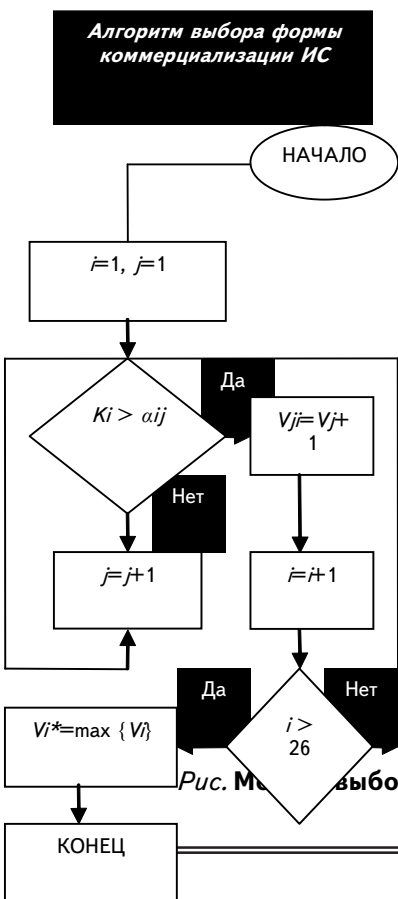 Алгоритм выбора формы
коммерциализации ИС
НАЧАЛО
i=1, j=1
Ki > αij
Да
Vji=Vj+
1
Нет
j=j+1
i=i+1
Да
Нет
i >
26
Vi*=max {Vi}
Рис.
КОНЕЦ